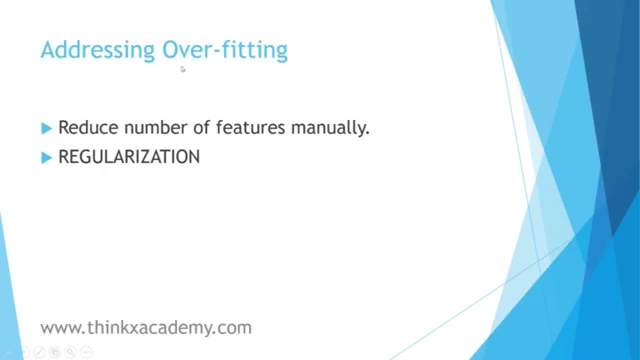 Addressing Over-fitting
Reduce number of features manually.
REGULARIZATION
www.thinkxacademy.com